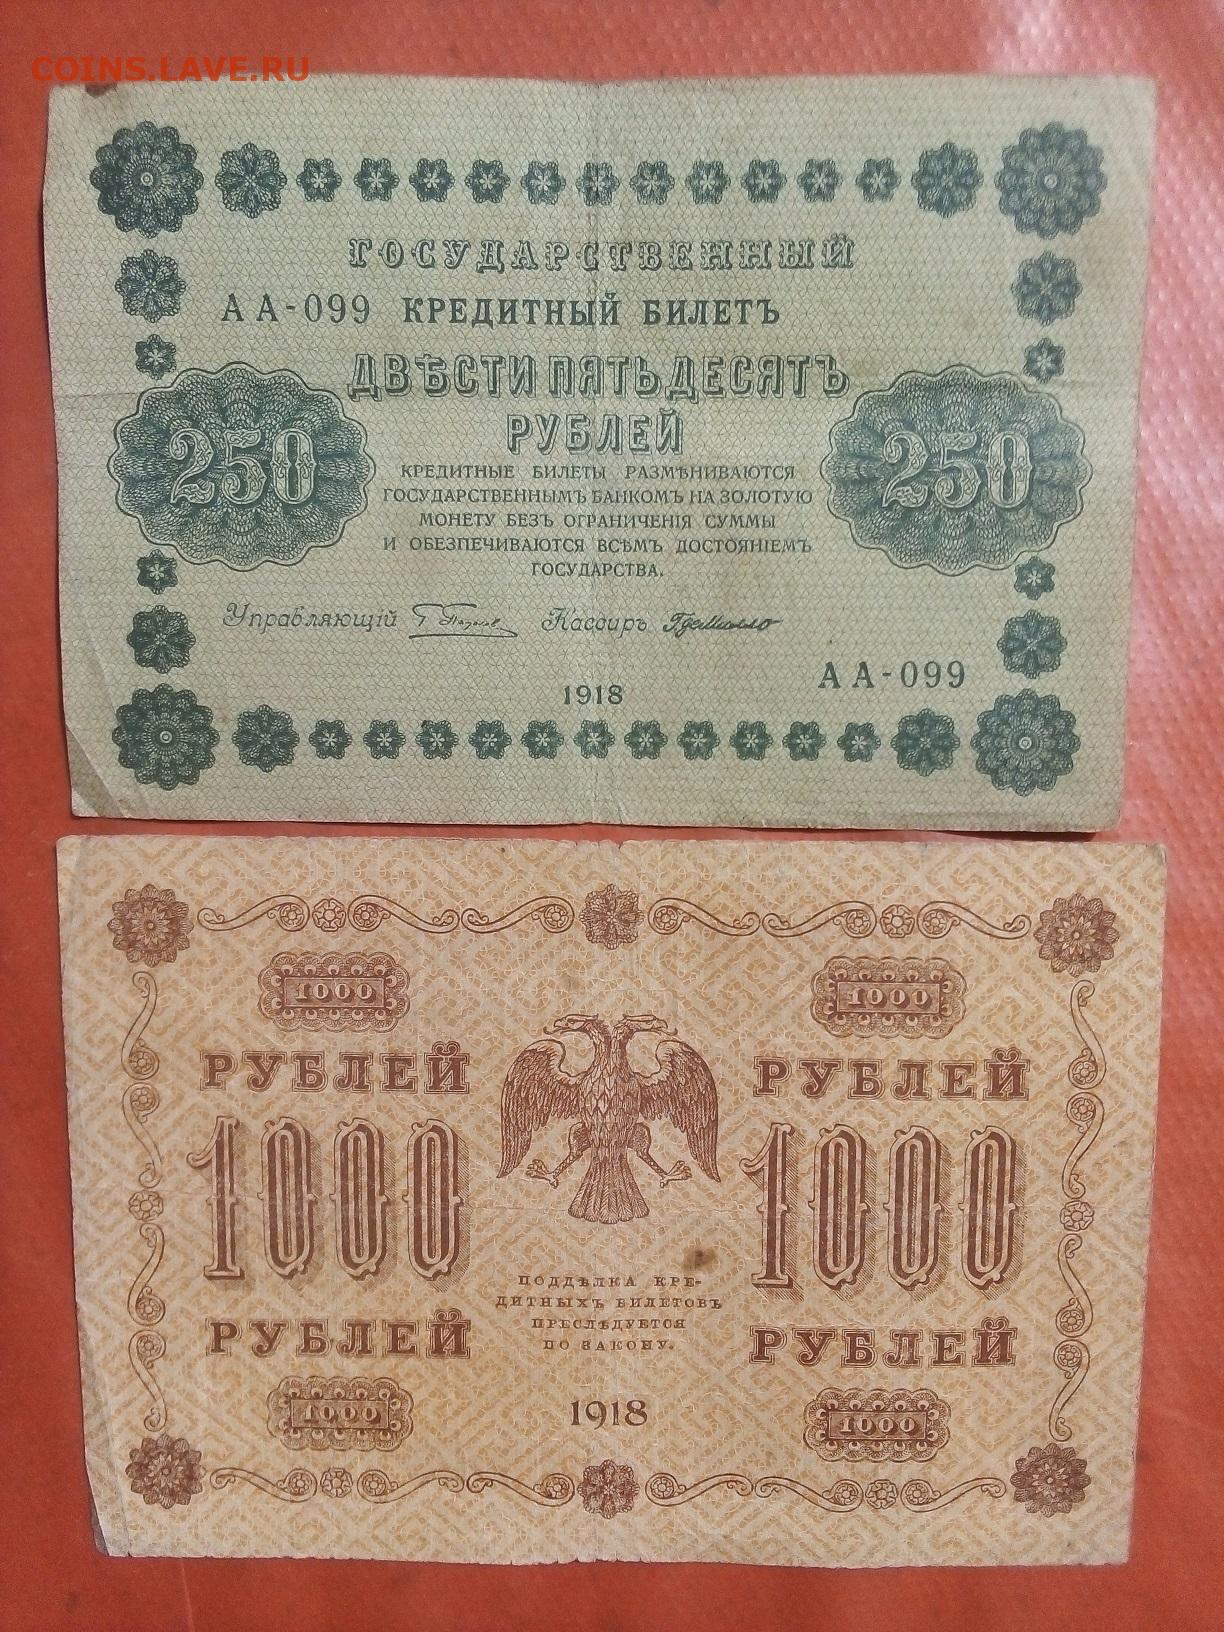 COINS.LAVE.RU
ГОСУДАРСТВЕННЫЙ
АА-099 КРЕДИТНЫЙ БИЛЕТЪ
ДВѢСТИ ПЯТЬДЕСЯТЪ
РУБЛЕЙ
250 250
КРЕДИТНЫЕ БИЛЕТЫ РАЗМѢНИВАЮТСЯ
ГОСУДАРСТВЕННЫМЪ БАНКОМЪ НА ЗОЛОТУЮ
МОНЕТУ БЕЗЪ ОГРАНИЧЕНІЯ СУММЫ
И ОБЕЗПЕЧИВАЮТСЯ ВСѢМЪ ДОСТОЯНІЕМЪ
ГОСУДАРСТВА.
Управляющій Кассиръ
АА-099
1918
1000 1000
РУБЛЕЙ РУБЛЕЙ
1000 1000
ПОДДѢЛКА КРЕ-
ДИТНЫХЪ БИЛЕТОВЪ
ПРЕСЛѢДУЕТСЯ
ПО ЗАКОНУ.
РУБЛЕЙ РУБЛЕЙ
1000 1918 1000